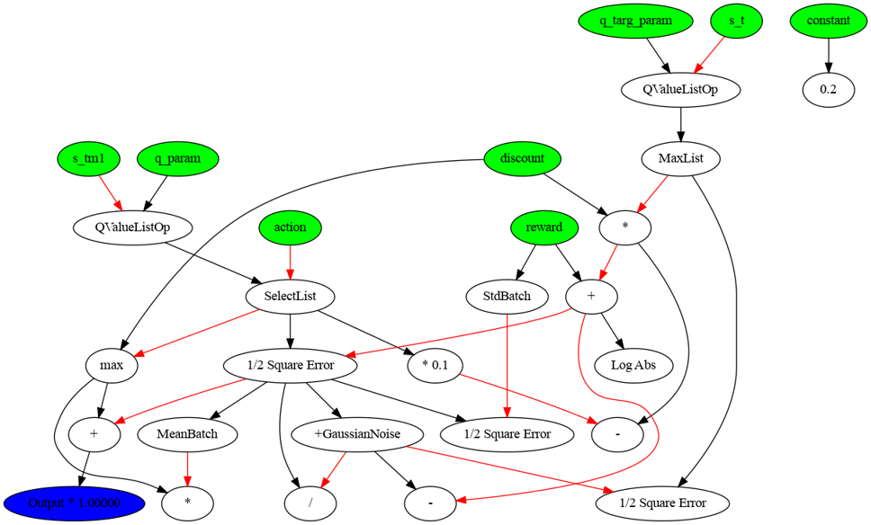 q_targ_param
s_t
constant
QValueListOp
0.2
s_tm1
q_param
discount
MaxList
QValueListOp
action
reward
*
SelectList
StdBatch
+
max
1/2 Square Error
* 0.1
Log Abs
+
MeanBatch
+GaussianNoise
1/2 Square Error
-
Output * 1.00000
*
/
-
1/2 Square Error